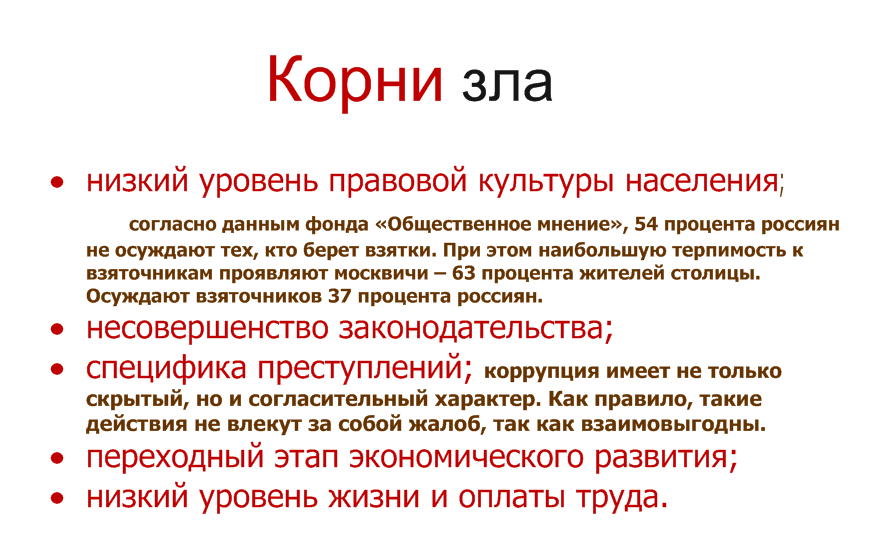 Корни зла
• низкий уровень правовой культуры населения;
согласно данным фонда «Общественное мнение», 54 процента россиян
не осуждают тех, кто берет взятки. При этом наибольшую терпимость к
взяточникам проявляют москвичи – 63 процента жителей столицы.
Осуждают взяточников 37 процента россиян.
• несовершенство законодательства;
• специфика преступлений; коррупция имеет не только
скрытый, но и согласительный характер. Как правило, такие
действия не влекут за собой жалоб, так как взаимовыгодны.
• переходный этап экономического развития;
• низкий уровень жизни и оплаты труда.